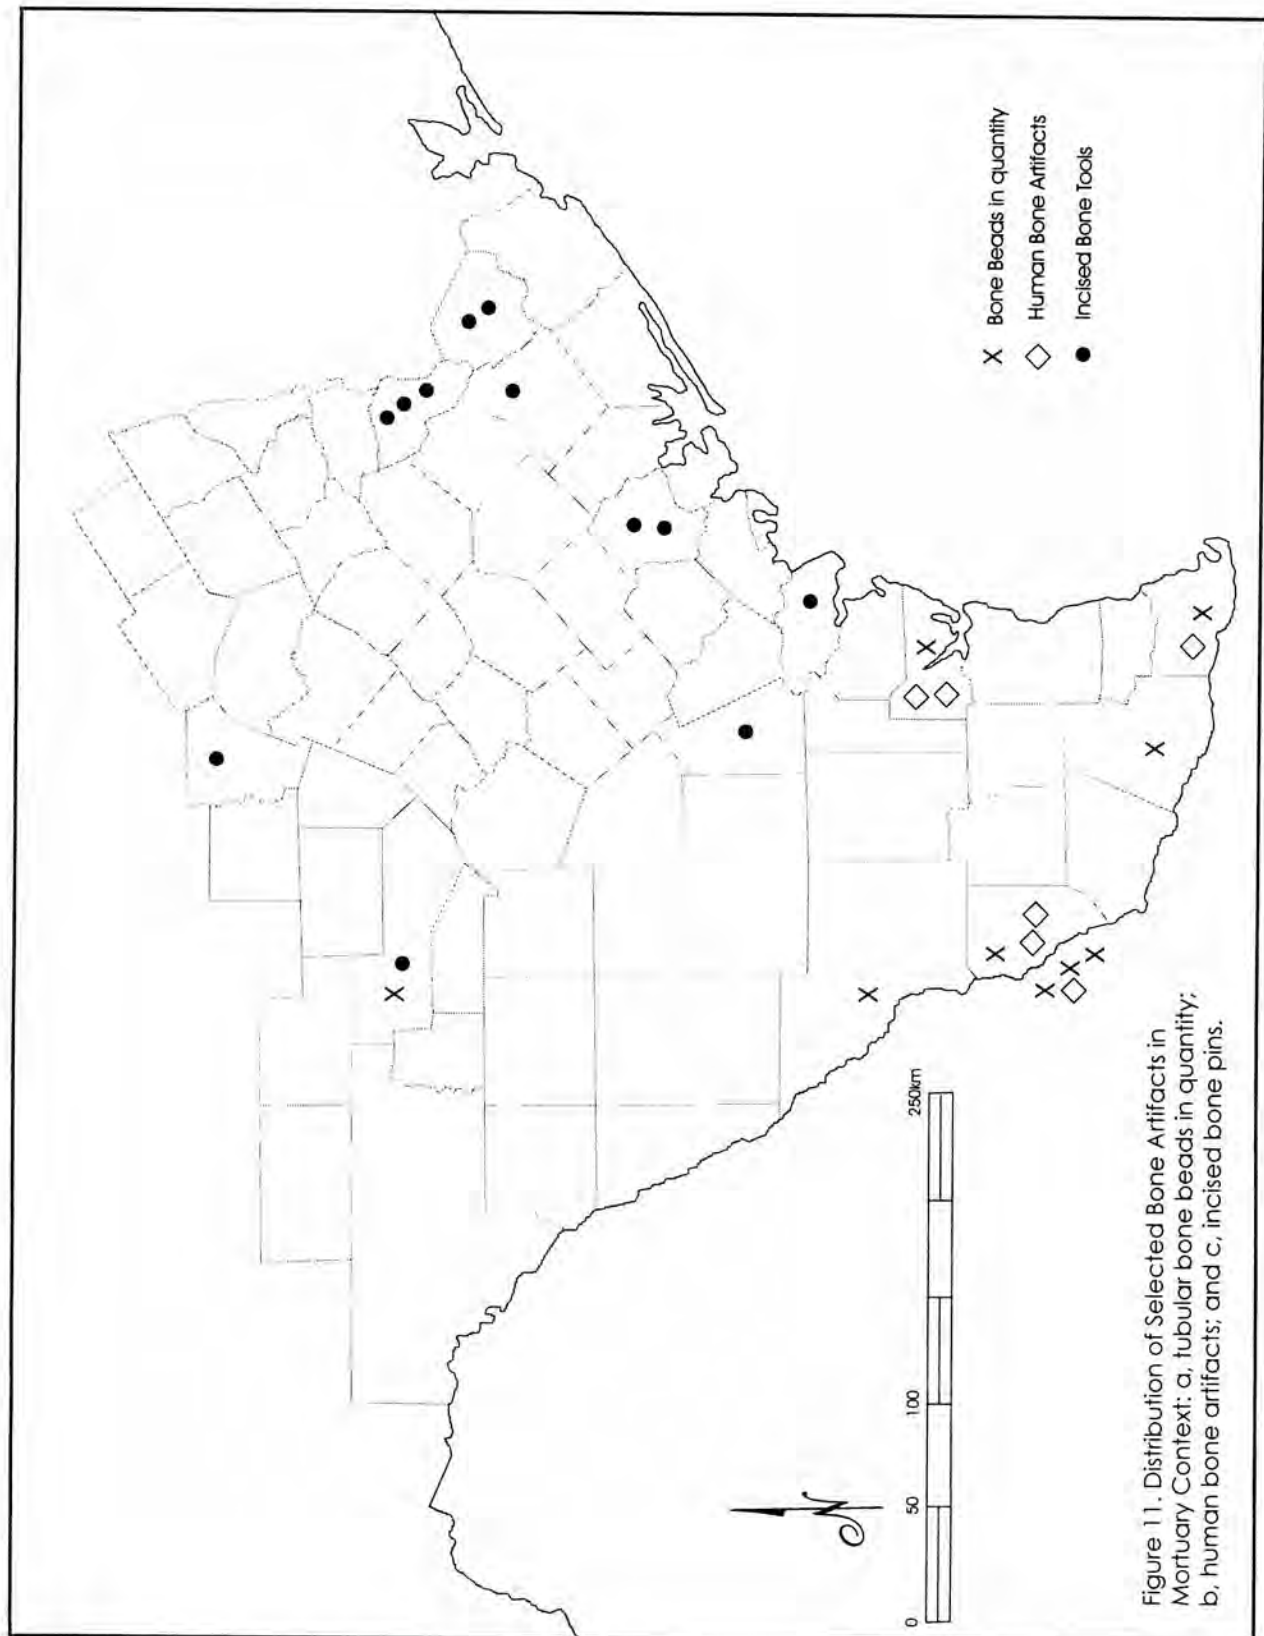 X Bone Beads in quantity
◇ Human Bone Artifacts
● Incised Bone Tools
N
0 50 100 250km
Figure 11. Distribution of Selected Bone Artifacts in
Mortuary Context: a, tubular bone beads in quantity;
b, human bone artifacts; and c, incised bone pins.